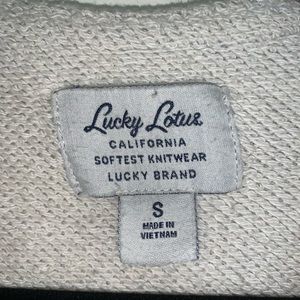 Lucky Lotus
CALIFORNIA
SOFTEST KNITWEAR
LUCKY BRAND
S
MADE IN
VIETNAM